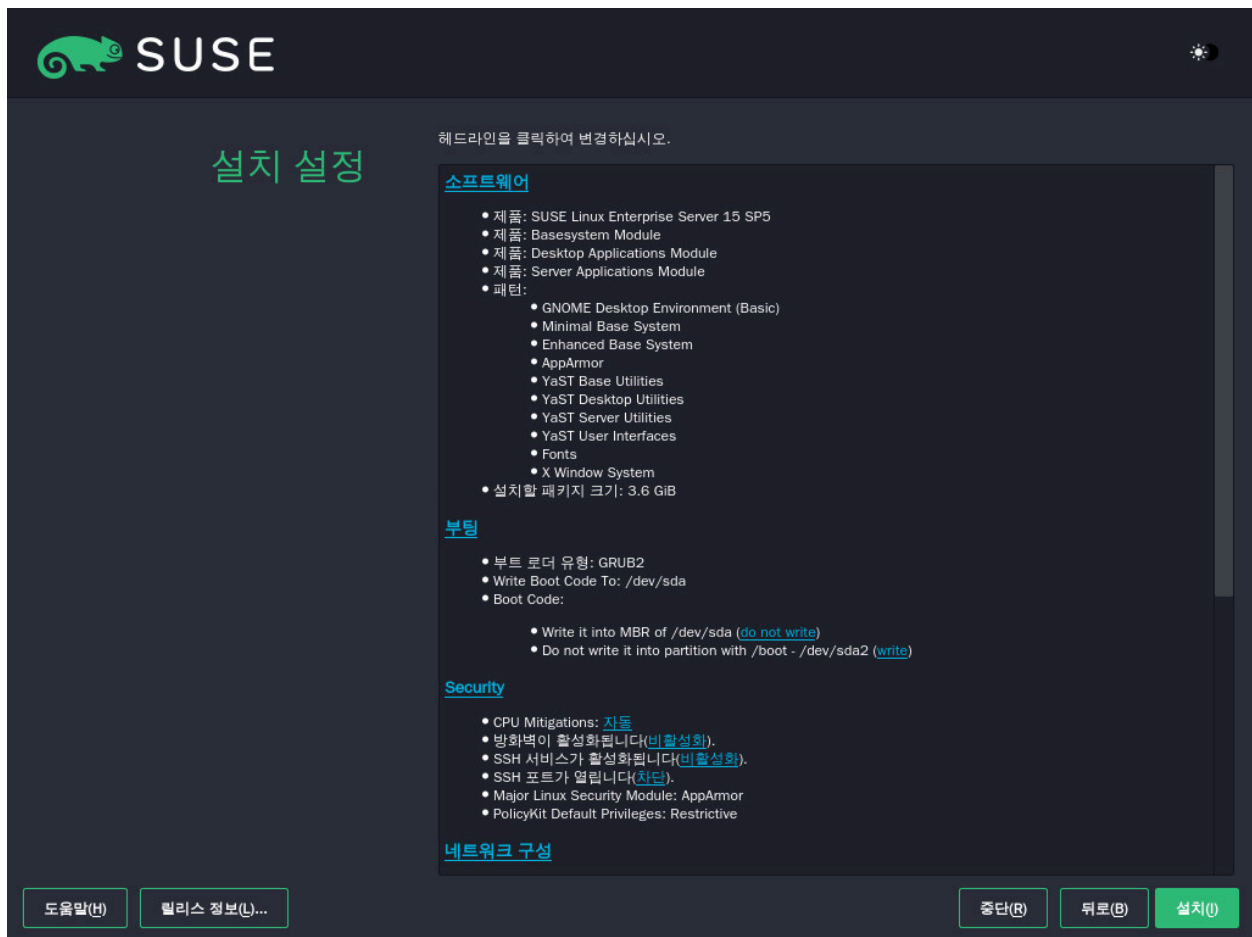 SUSE
설치 설정
헤드라인을 클릭하여 변경하십시오.
소프트웨어
제품: SUSE Linux Enterprise Server 15 SP5
제품: Basesystem Module
제품: Desktop Applications Module
제품: Server Applications Module
패턴:
GNOME Desktop Environment (Basic)
Minimal Base System
Enhanced Base System
AppArmor
YaST Base Utilities
YaST Desktop Utilities
YaST Server Utilities
YaST User Interfaces
Fonts
X Window System
설치할 패키지 크기: 3.6 GiB
부팅
부트 로더 유형: GRUB2
Write Boot Code To: /dev/sda
Boot Code:
Write it into MBR of /dev/sda (do not write)
Do not write it into partition with /boot - /dev/sda2 (write)
Security
CPU Mitigations: 자동
방화벽이 활성화됩니다(비활성화).
SSH 서비스가 활성화됩니다(비활성화).
SSH 포트가 열립니다(차단).
Major Linux Security Module: AppArmor
PolicyKit Default Privileges: Restrictive
네트워크 구성
도움말(H) 릴리스 정보(L)... 중단(R) 뒤로(B) 설치(I)